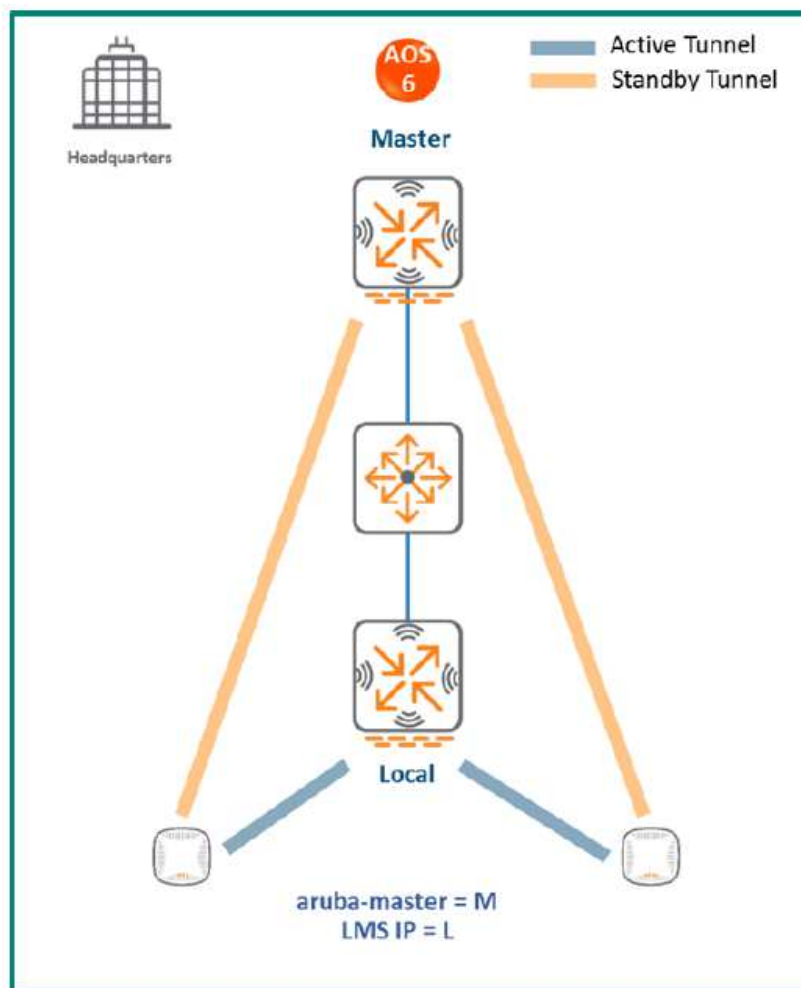 AOS
6
Active Tunnel
Standby Tunnel
Headquarters
Master
Local
aruba-master = M
LMS IP = L